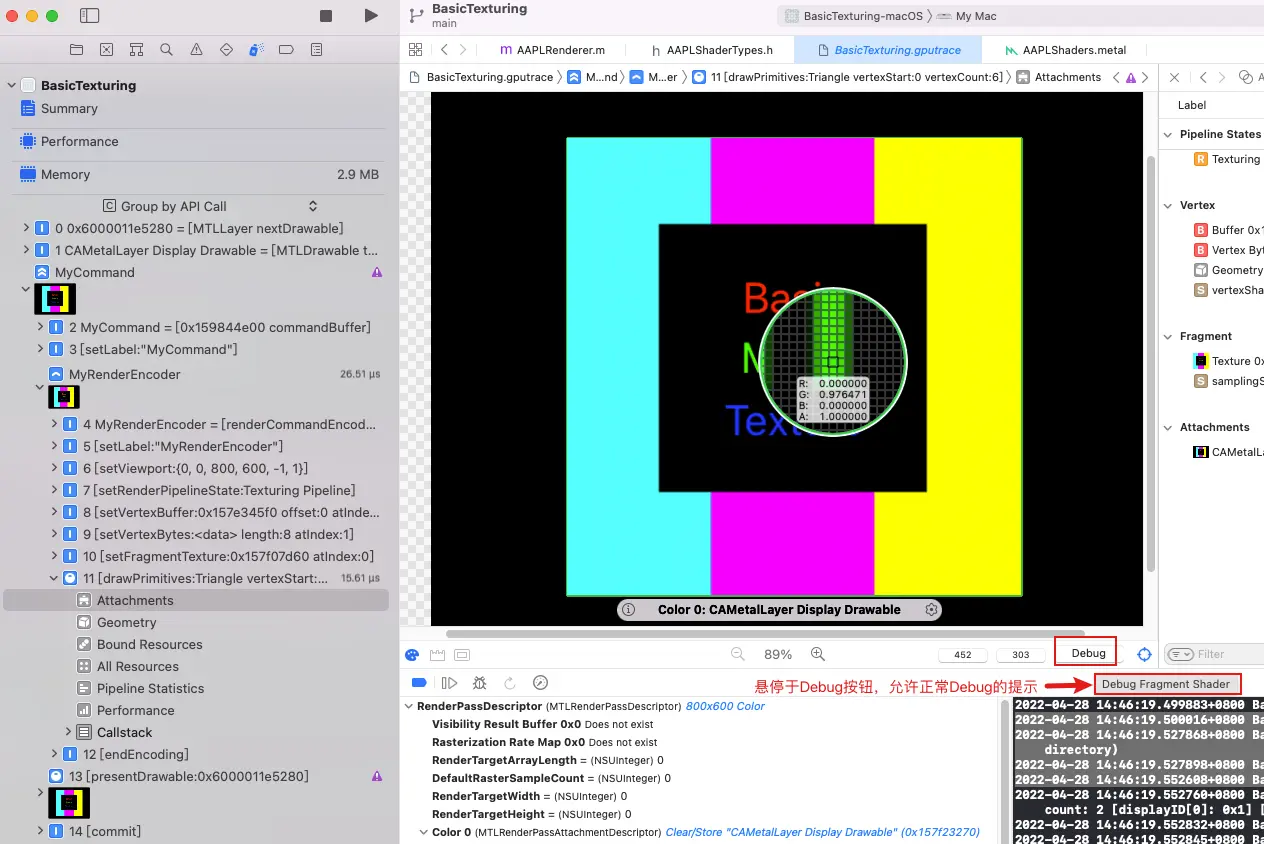 BasicTexturing
main
BasicTexturing-macOS
My Mac
AAPLRenderer.m
AAPLShaderTypes.h
BasicTexturing.gputrace
AAPLShaders.metal
BasicTexturing.gputrace
M...nd
M...er
11 [drawPrimitives:Triangle vertexStart:0 vertexCount:6]
Attachments
BasicTexturing
Summary
Performance
Memory
2.9 MB
Group by API Call
0 0x6000011e5280 = [MTLLayer nextDrawable]
1 CAMetalLayer Display Drawable = [MTLDrawable t...
MyCommand
2 MyCommand = [0x159844e00 commandBuffer]
3 [setLabel:"MyCommand"]
MyRenderEncoder
26.51 µs
4 MyRenderEncoder = [renderCommandEncod...
5 [setLabel:"MyRenderEncoder"]
6 [setViewport:{0, 0, 800, 600, -1, 1}]
7 [setRenderPipelineState:Texturing Pipeline]
8 [setVertexBuffer:0x157e345f0 offset:0 atInde...
9 [setVertexBytes:<data> length:8 atIndex:1]
10 [setFragmentTexture:0x157f07d60 atIndex:0]
11 [drawPrimitives:Triangle vertexStart:...
15.61 µs
Attachments
Geometry
Bound Resources
All Resources
Pipeline Statistics
Performance
Callstack
12 [endEncoding]
13 [presentDrawable:0x6000011e5280]
14 [commit]
R: 0.000000
G: 0.976471
B: 0.000000
A: 1.000000
Color 0: CAMetalLayer Display Drawable
89%
452
303
Debug
悬停于Debug按钮，允许正常Debug的提示
Debug Fragment Shader
Label
Pipeline States
Texturing
Vertex
Buffer 0x1
Vertex Byt
Geometry
vertexSha
Fragment
Texture 0x
samplingS
Attachments
CAMetalLa
Filter
RenderPassDescriptor (MTLRenderPassDescriptor) 800x600 Color
Visibility Result Buffer 0x0 Does not exist
Rasterization Rate Map 0x0 Does not exist
RenderTargetArrayLength = (NSUInteger) 0
DefaultRasterSampleCount = (NSUInteger) 0
RenderTargetWidth = (NSUInteger) 0
RenderTargetHeight = (NSUInteger) 0
Color 0 (MTLRenderPassAttachmentDescriptor) Clear/Store "CAMetalLayer Display Drawable" (0x157f23270)
2022-04-28 14:46:19.499883+0800 Ba
2022-04-28 14:46:19.500016+0800 Ba
2022-04-28 14:46:19.527868+0800 Ba
directory)
2022-04-28 14:46:19.527898+0800 Ba
2022-04-28 14:46:19.552608+0800 Ba
2022-04-28 14:46:19.552760+0800 Ba
count: 2 [displayID[0]: 0x1] [
2022-04-28 14:46:19.552832+0800 Ba
2022-04-28 14:46:19.552845+0800 Ba